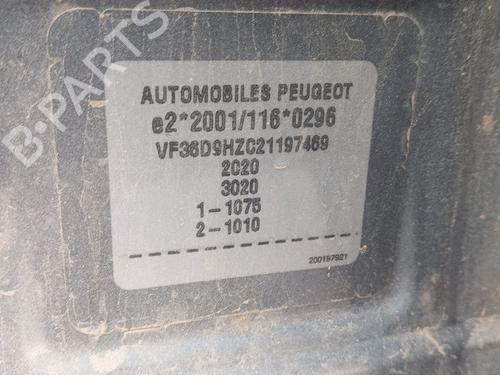 B-PARTS
AUTOMOBILES PEUGEOT
e2*2001/116*0296
VF36D9HZC21197469
2020
3020
1-1075
2-1010
200197921